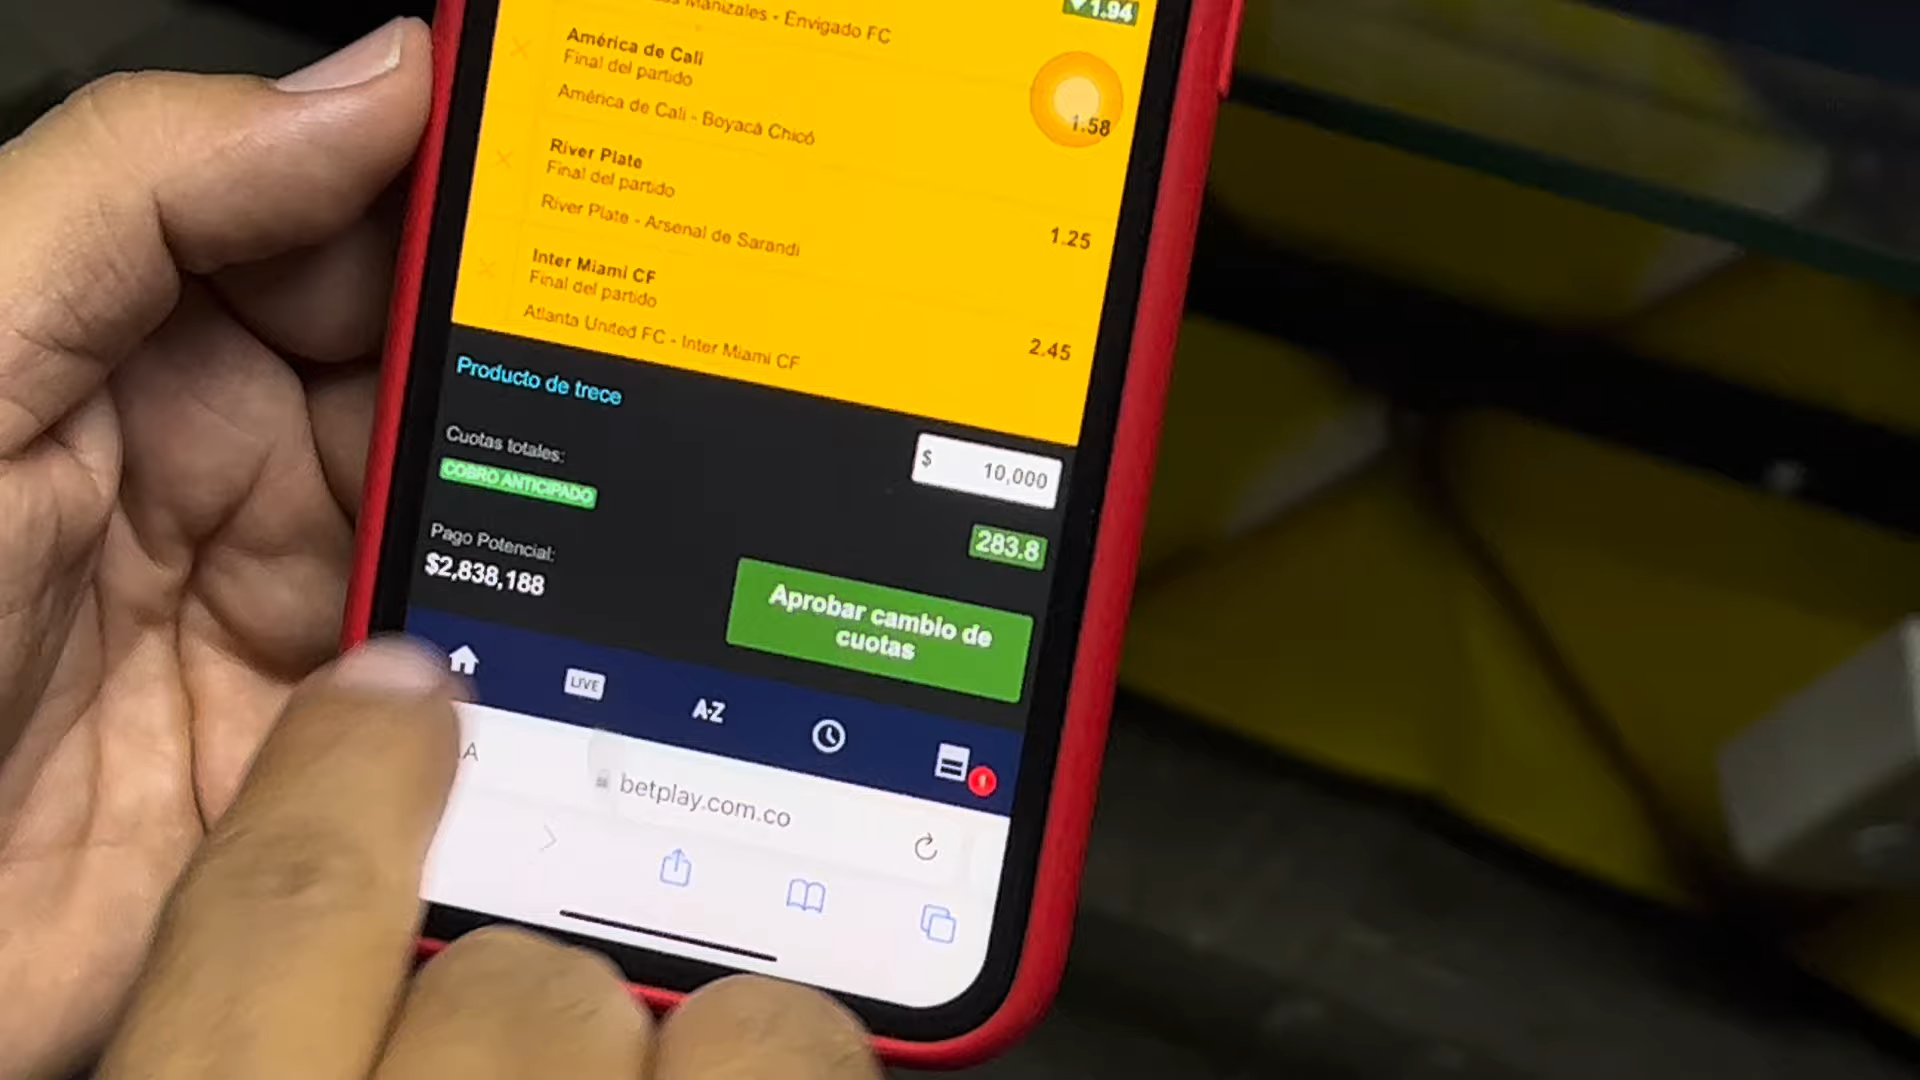 Manizales - Envigado FC
▼1.94
América de Cali
Final del partido
América de Cali - Boyacá Chicó
1.58
River Plate
Final del partido
River Plate - Arsenal de Sarandi
1.25
Inter Miami CF
Final del partido
Atlanta United FC - Inter Miami CF
2.45
Producto de trece
Cuotas totales:
$ 10,000
COBRO ANTICIPADO
283.8
Pago Potencial:
$2,838,188
Aprobar cambio de
cuotas
LIVE
A-Z
1
A
betplay.com.co